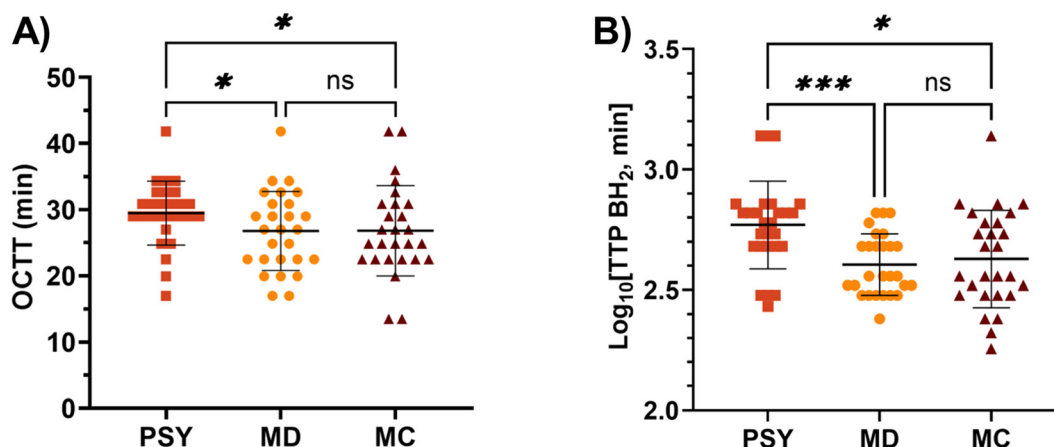 A)
*
* ns
50
40
30
20
10
0
OCTT (min)
PSY MD MC
B)
*
*** ns
3.5
3.0
2.5
2.0
Log10[TTP BH2, min]
PSY MD MC